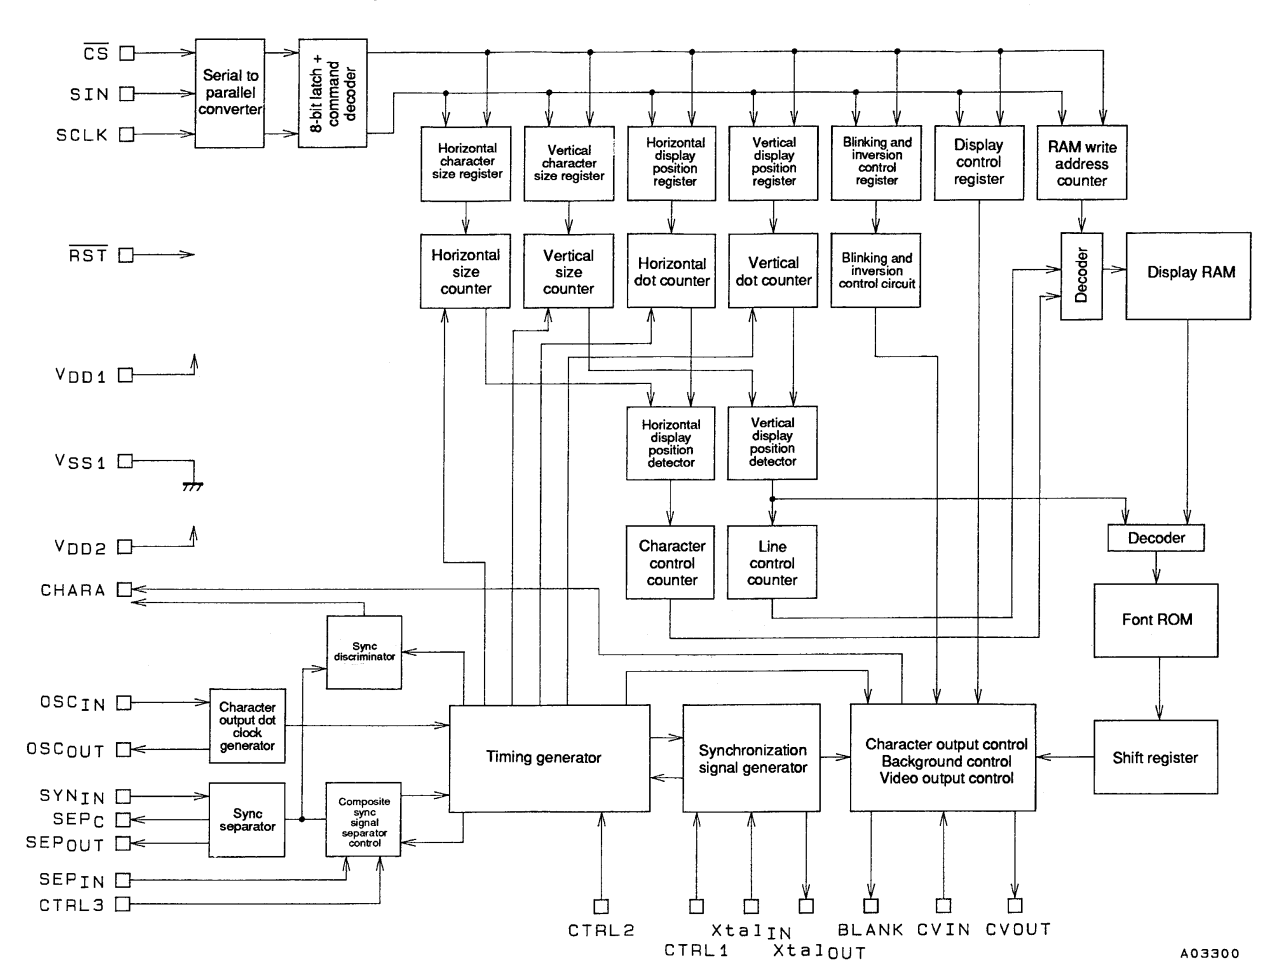 CS
SIN
SCLK
Serial to
parallel
converter
8-bit latch +
command
decoder
Horizontal
character
size register
Vertical
character
size register
Horizontal
display
position
register
Vertical
display
position
register
Blinking and
inversion
control
register
Display
control
register
RAM write
address
counter
RST
Horizontal
size
counter
Vertical
size
counter
Horizontal
dot counter
Vertical
dot counter
Blinking and
inversion
control circuit
Decoder
Display RAM
VDD1
VSS1
VDD2
CHARA
Horizontal
display
position
detector
Vertical
display
position
detector
Character
control
counter
Line
control
counter
Decoder
Font ROM
Shift register
Sync
discriminator
OSCIN
OSCOUT
Character
output dot
clock
generator
SYNIN
SEPC
SEPOUT
SEPIN
CTRL3
Sync
separator
Composite
sync
signal
separator
control
Timing generator
Synchronization
signal generator
Character output control
Background control
Video output control
CTRL2
CTRL1
XtalIN
XtalOUT
BLANK
CVIN
CVOUT
A03300